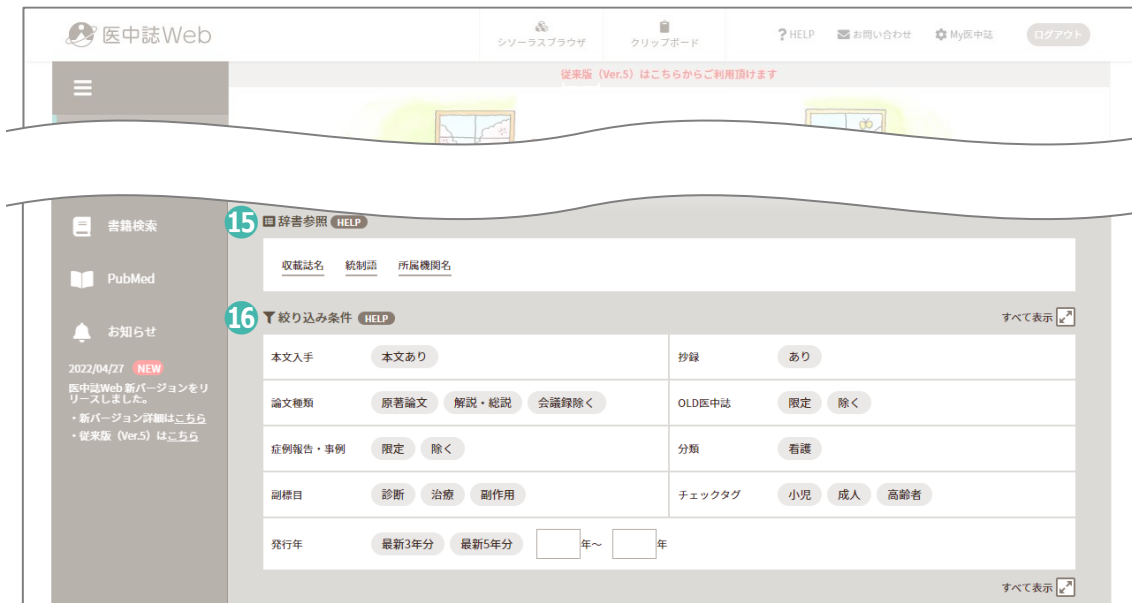 医中誌Web
シソーラスブラウザ
クリップボード
? HELP
お問い合わせ
My医中誌
ログアウト
従来版（Ver.5）はこちらからご利用頂けます
書籍検索
PubMed
お知らせ
2022/04/27 NEW
医中誌Web 新バージョンをリ
リースしました。
・新バージョン詳細はこちら
・従来版（Ver.5）はこちら
15 辞書参照 HELP
収載誌名 統制語 所属機関名
16 絞り込み条件 HELP すべて表示
本文入手 本文あり 抄録 あり
論文種類 原著論文 解説・総説 会議録除く OLD医中誌 限定 除く
症例報告・事例 限定 除く 分類 看護
副標目 診断 治療 副作用 チェックタグ 小児 成人 高齢者
発行年 最新3年分 最新5年分 年～ 年
すべて表示